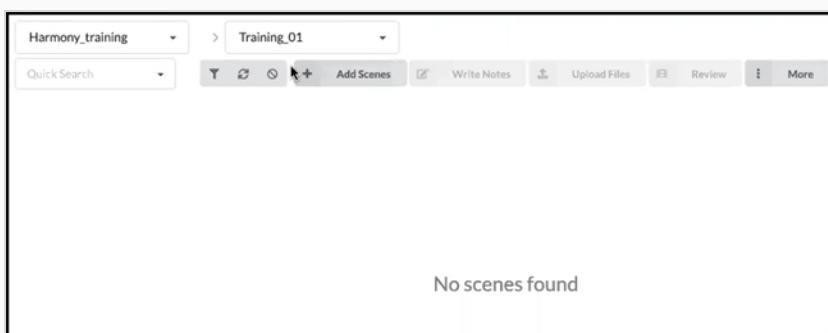 Harmony_training > Training_01
Quick Search Add Scenes Write Notes Upload Files Review More
No scenes found